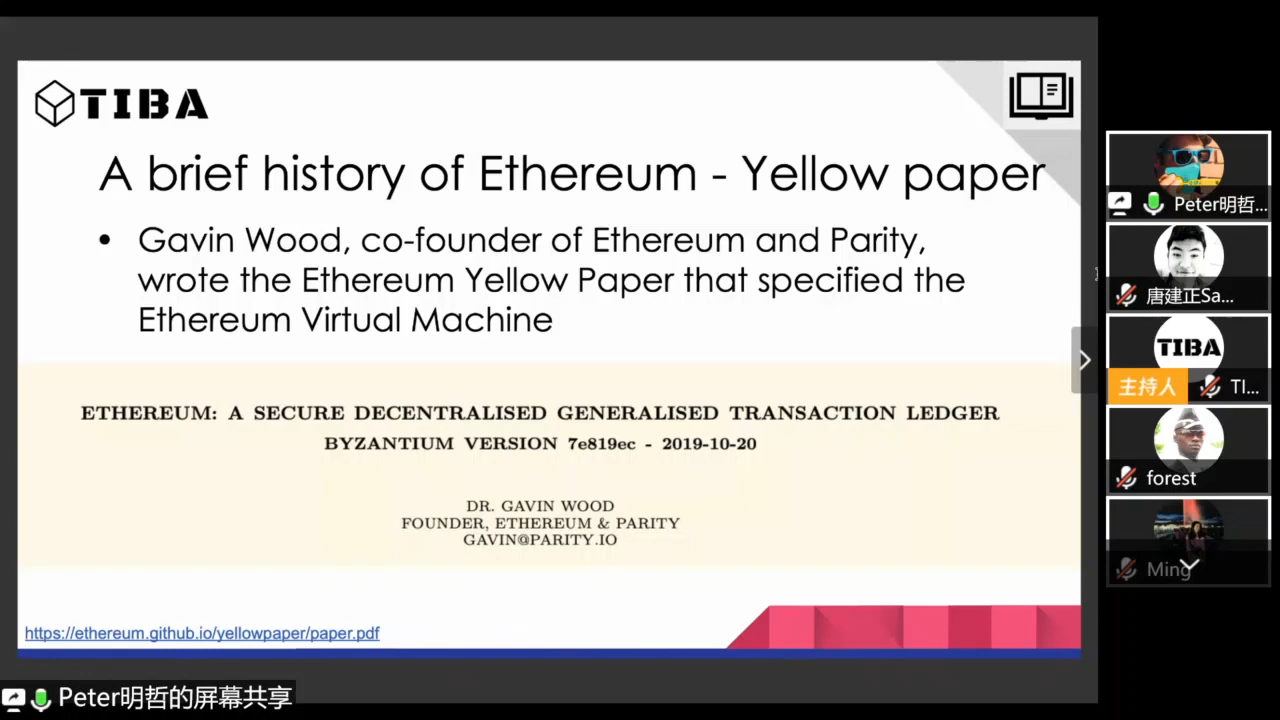 TIBA
A brief history of Ethereum - Yellow paper
• Gavin Wood, co-founder of Ethereum and Parity,
wrote the Ethereum Yellow Paper that specified the
Ethereum Virtual Machine
ETHEREUM: A SECURE DECENTRALISED GENERALISED TRANSACTION LEDGER
BYZANTIUM VERSION 7e819ec - 2019-10-20
DR. GAVIN WOOD
FOUNDER, ETHEREUM & PARITY
GAVIN@PARITY.IO
https://ethereum.github.io/yellowpaper/paper.pdf
Peter明哲的屏幕共享
Peter明哲...
唐建正Sa...
TIBA
主持人 TI...
forest
Ming